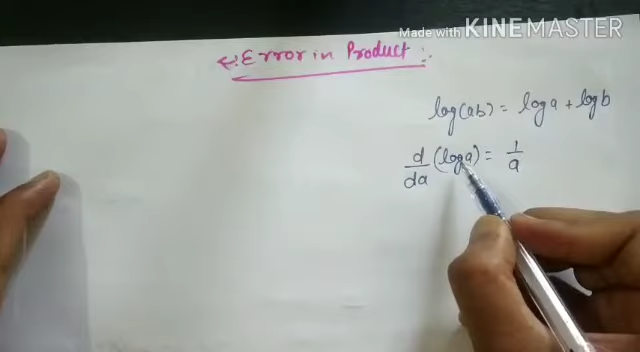 Made with KINEMASTER
Error in Product :-
log(ab) = log a + log b
d/da (log a) = 1/a